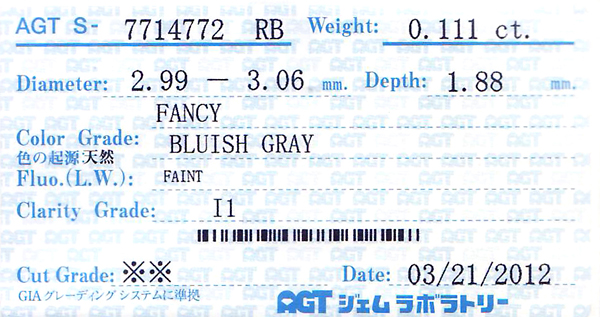 AGT S- 7714772 RB Weight: 0.111 ct.
Diameter: 2.99 － 3.06 mm. Depth: 1.88 mm.
FANCY
Color Grade: BLUISH GRAY
色の起源 天然
Fluo.(L.W.): FAINT
Clarity Grade: I1
Cut Grade: ※※ Date: 03/21/2012
GIAグレーディングシステムに準拠
AGT ジェム ラボラトリー